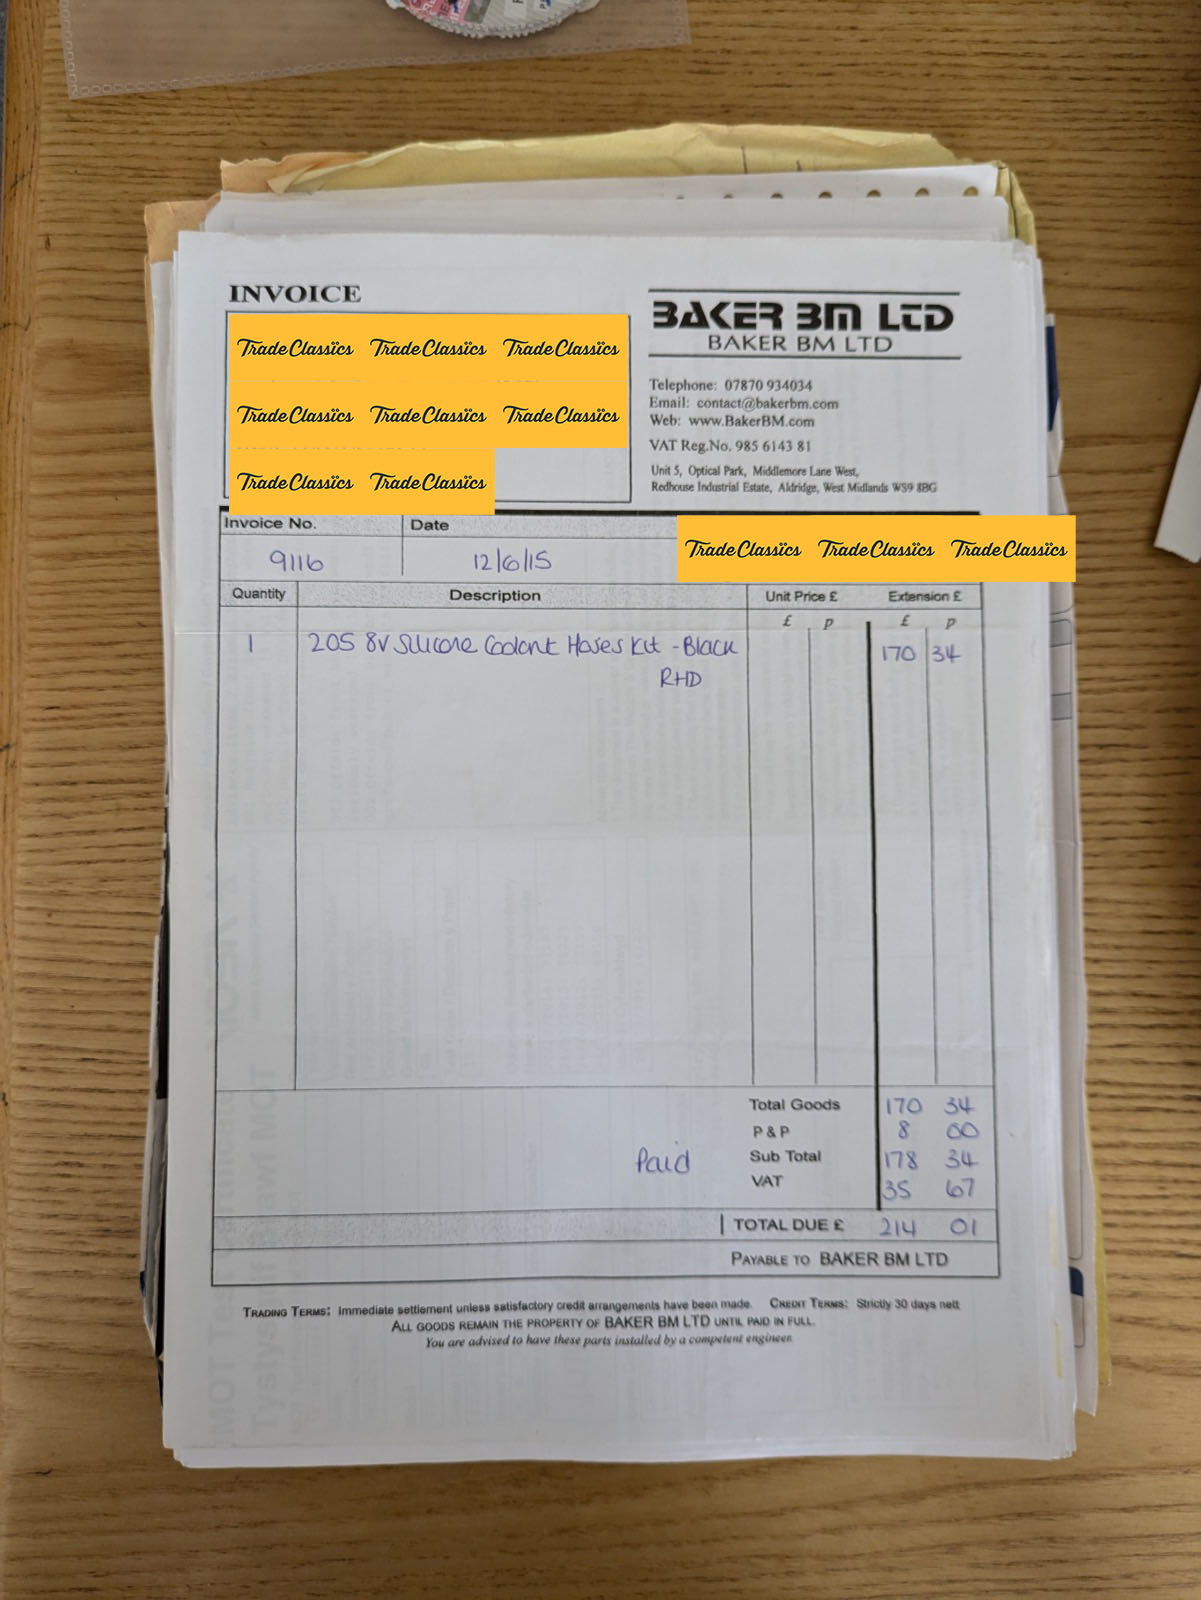 INVOICE
TradeClassics TradeClassics TradeClassics
TradeClassics TradeClassics TradeClassics
TradeClassics TradeClassics
BAKER BM LTD
BAKER BM LTD
Telephone: 07870 934034
Email: contact@bakerbm.com
Web: www.BakerBM.com
VAT Reg.No. 985 6143 81
Unit 5, Optical Park, Middlemore Lane West,
Redhouse Industrial Estate, Aldridge, West Midlands WS9 8BG
Invoice No. Date
9116 12/6/15
TradeClassics TradeClassics TradeClassics
Quantity Description Unit Price £ Extension £
£ p £ p
1 205 8V Silicone Coolant Hoses Kit - Black 170 34
RHD
Total Goods 170 34
P & P 8 00
Paid Sub Total 178 34
VAT 35 67
TOTAL DUE £ 214 01
PAYABLE TO BAKER BM LTD
TRADING TERMS: Immediate settlement unless satisfactory credit arrangements have been made. CREDIT TERMS: Strictly 30 days nett
ALL GOODS REMAIN THE PROPERTY OF BAKER BM LTD UNTIL PAID IN FULL.
You are advised to have these parts installed by a competent engineer.